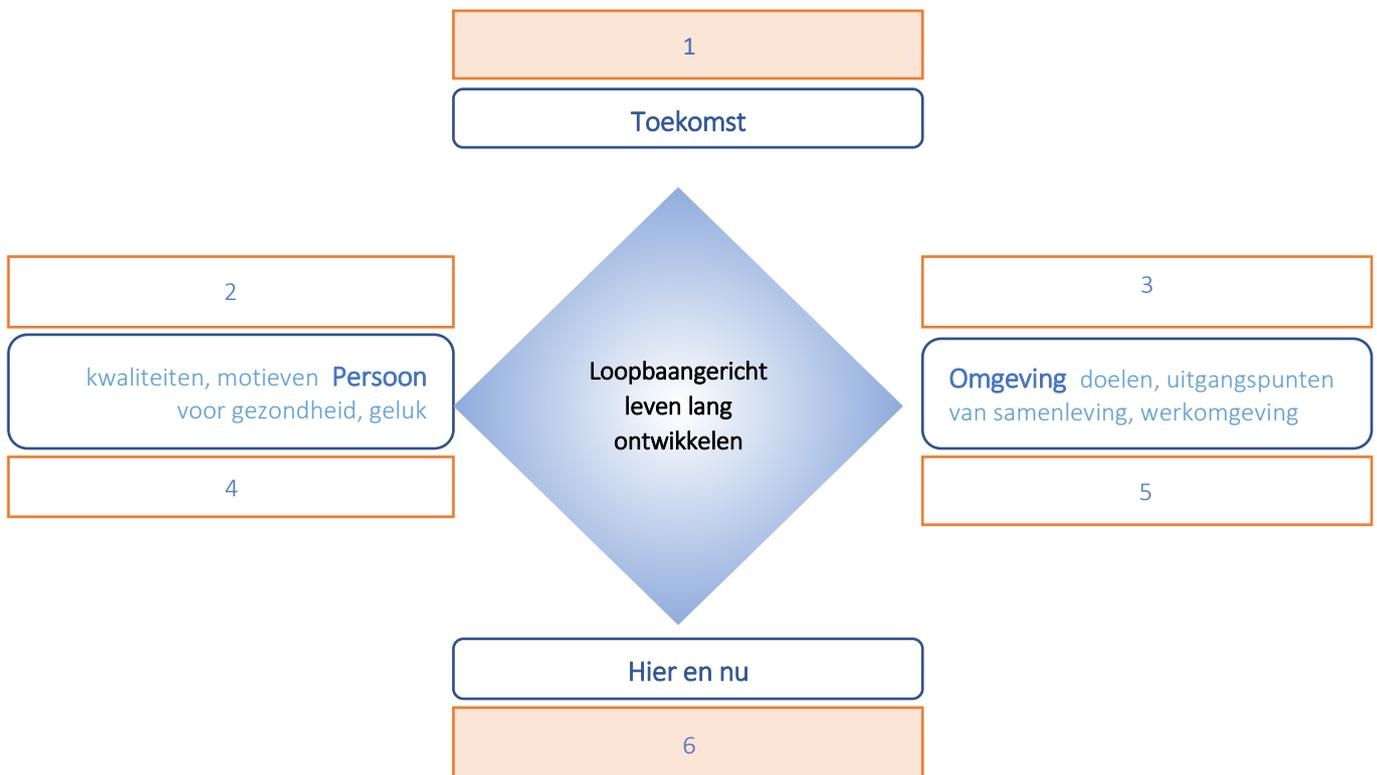 1
Toekomst
2
3
kwaliteiten, motieven Persoon
voor gezondheid, geluk
Loopbaangericht
leven lang
ontwikkelen
Omgeving doelen, uitgangspunten
van samenleving, werkomgeving
4
5
Hier en nu
6